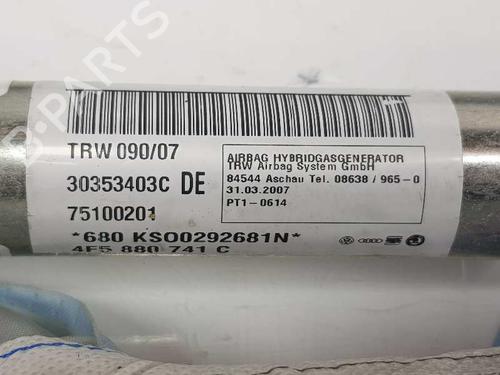 B-PARTS
TRW 090/07
30353403C DE
75100201
*680 KSO0292681N*
4F5 880 741 C
AIRBAG HYBRIDGASGENERATOR
TRW Airbag System GmbH
84544 Aschau Tel. 08638 / 965-0
31.03.2007
PT1-0614